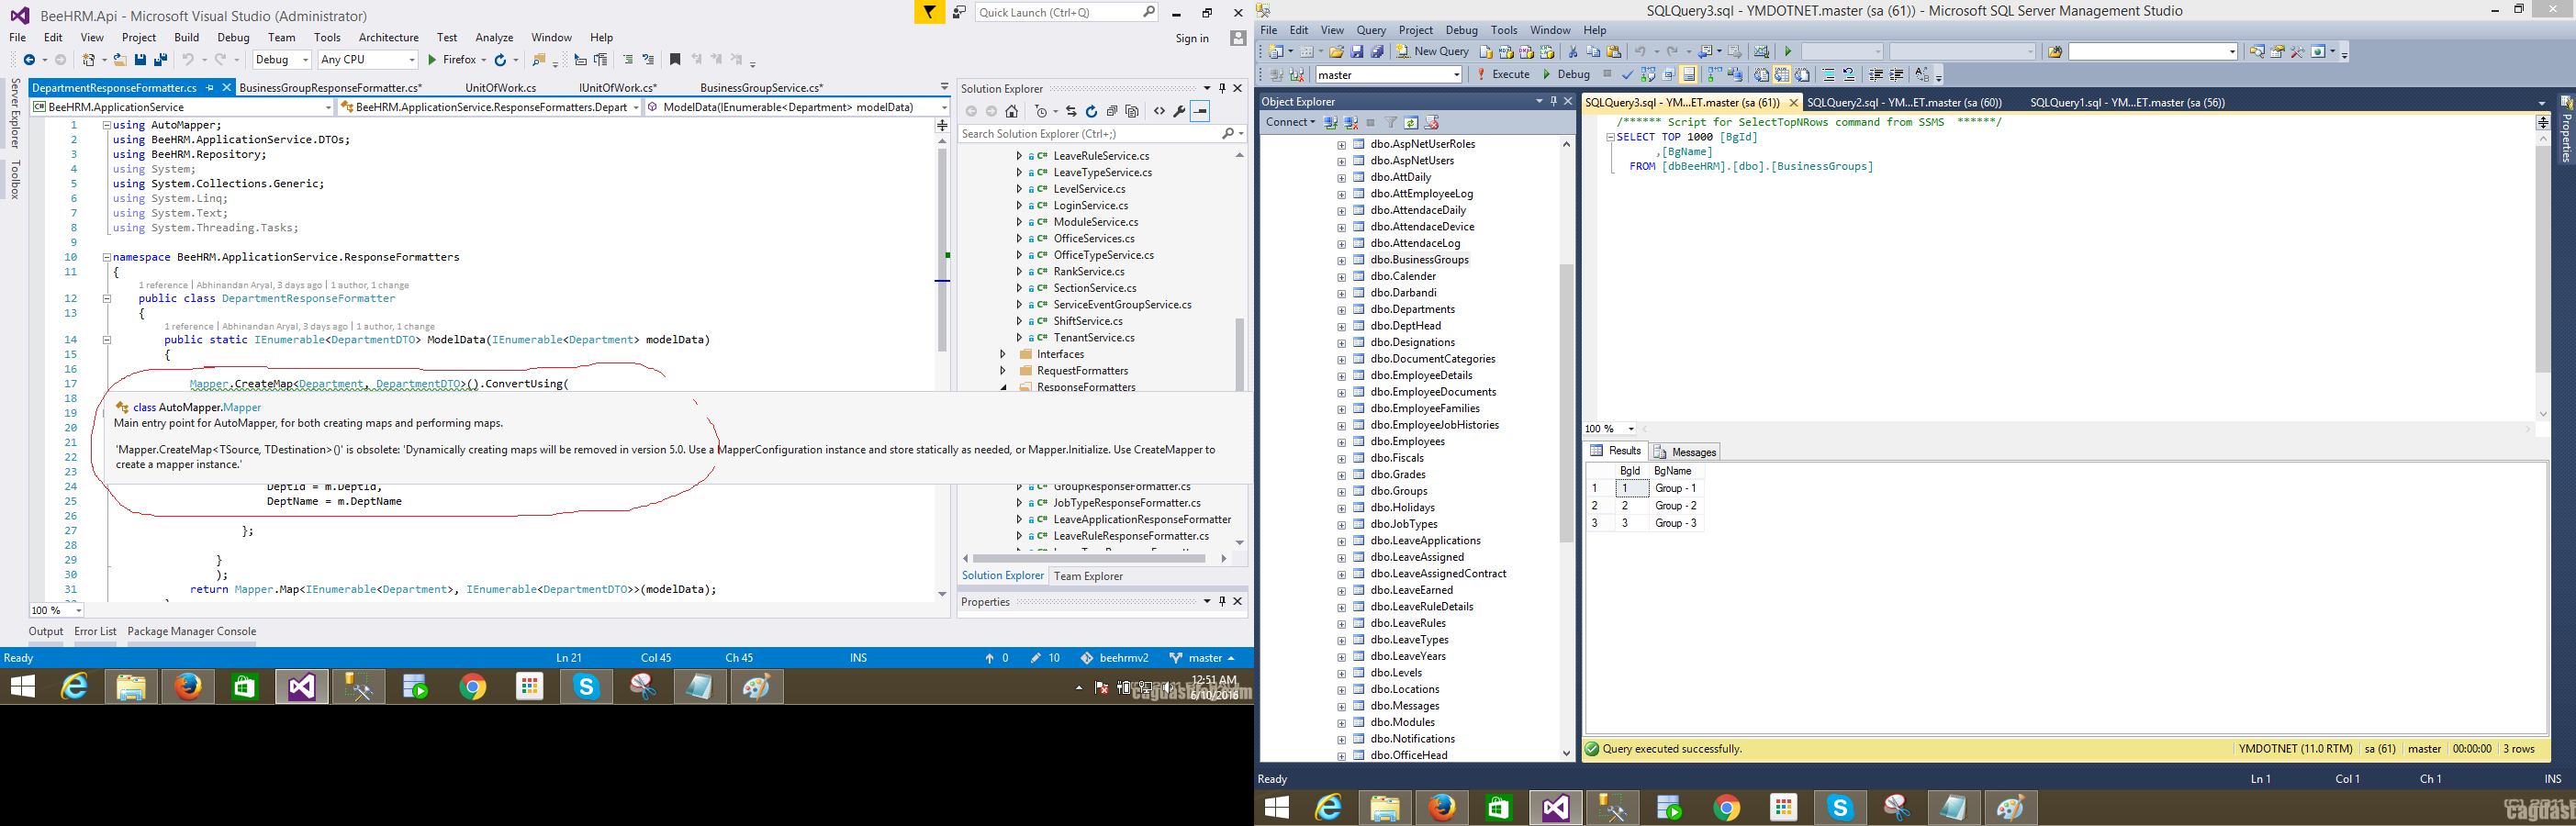 BeeHRM.Api - Microsoft Visual Studio (Administrator)
Quick Launch (Ctrl+Q)
File Edit View Project Build Debug Team Tools Architecture Test Analyze Window Help
Sign in
Debug Any CPU Firefox
Server Explorer
Toolbox
DepartmentResponseFormatter.cs BusinessGroupResponseFormatter.cs* UnitOfWork.cs IUnitOfWork.cs* BusinessGroupService.cs*
BeeHRM.ApplicationService BeeHRM.ApplicationService.ResponseFormatters.Depart ModelData(IEnumerable<Department> modelData)
1 using AutoMapper;
2 using BeeHRM.ApplicationService.DTOs;
3 using BeeHRM.Repository;
4 using System;
5 using System.Collections.Generic;
6 using System.Linq;
7 using System.Text;
8 using System.Threading.Tasks;
9
10 namespace BeeHRM.ApplicationService.ResponseFormatters
11 {
1 reference | Abhinandan Aryal, 3 days ago | 1 author, 1 change
12 public class DepartmentResponseFormatter
13 {
1 reference | Abhinandan Aryal, 3 days ago | 1 author, 1 change
14 public static IEnumerable<DepartmentDTO> ModelData(IEnumerable<Department> modelData)
15 {
16
17 Mapper.CreateMap<Department, DepartmentDTO>().ConvertUsing(
18
19 class AutoMapper.Mapper
20 Main entry point for AutoMapper, for both creating maps and performing maps.
21
22 'Mapper.CreateMap<TSource, TDestination>()' is obsolete: 'Dynamically creating maps will be removed in version 5.0. Use a MapperConfiguration instance and store statically as needed, or Mapper.Initialize. Use CreateMapper to
23 create a mapper instance.'
24 DeptId = m.DeptId,
25 DeptName = m.DeptName
26
27 };
28
29 }
30 );
31 return Mapper.Map<IEnumerable<Department>, IEnumerable<DepartmentDTO>>(modelData);
100 %
Output Error List Package Manager Console
Ready Ln 21 Col 45 Ch 45 INS 0 10 beehrmv2 master
12:51 AM
6/10/2016
Solution Explorer
Search Solution Explorer (Ctrl+;)
LeaveRuleService.cs
LeaveTypeService.cs
LevelService.cs
LoginService.cs
ModuleService.cs
OfficeServices.cs
OfficeTypeService.cs
RankService.cs
SectionService.cs
ServiceEventGroupService.cs
ShiftService.cs
TenantService.cs
Interfaces
RequestFormatters
ResponseFormatters
GroupResponseFormatter.cs
JobTypeResponseFormatter.cs
LeaveApplicationResponseFormatter
LeaveRuleResponseFormatter.cs
Solution Explorer Team Explorer
Properties
SQLQuery3.sql - YMDOTNET.master (sa (61)) - Microsoft SQL Server Management Studio
File Edit View Query Project Debug Tools Window Help
New Query
master Execute Debug
Object Explorer
Connect
dbo.AspNetUserRoles
dbo.AspNetUsers
dbo.AttDaily
dbo.AttEmployeeLog
dbo.AttendaceDaily
dbo.AttendaceDevice
dbo.AttendaceLog
dbo.BusinessGroups
dbo.Calender
dbo.Darbandi
dbo.Departments
dbo.DeptHead
dbo.Designations
dbo.DocumentCategories
dbo.EmployeeDetails
dbo.EmployeeDocuments
dbo.EmployeeFamilies
dbo.EmployeeJobHistories
dbo.Employees
dbo.Fiscals
dbo.Grades
dbo.Groups
dbo.Holidays
dbo.JobTypes
dbo.LeaveApplications
dbo.LeaveAssigned
dbo.LeaveAssignedContract
dbo.LeaveEarned
dbo.LeaveRuleDetails
dbo.LeaveRules
dbo.LeaveTypes
dbo.LeaveYears
dbo.Levels
dbo.Locations
dbo.Messages
dbo.Modules
dbo.Notifications
dbo.OfficeHead
SQLQuery3.sql - YM...ET.master (sa (61)) SQLQuery2.sql - YM...ET.master (sa (60)) SQLQuery1.sql - YM...ET.master (sa (56))
/****** Script for SelectTopNRows command from SSMS ******/
SELECT TOP 1000 [BgId]
,[BgName]
FROM [dbBeeHRM].[dbo].[BusinessGroups]
100 %
Results Messages
BgId BgName
1 1 Group - 1
2 2 Group - 2
3 3 Group - 3
Query executed successfully. YMDOTNET (11.0 RTM) sa (61) master 00:00:00 3 rows
Ready Ln 1 Col 1 Ch 1 INS
Properties